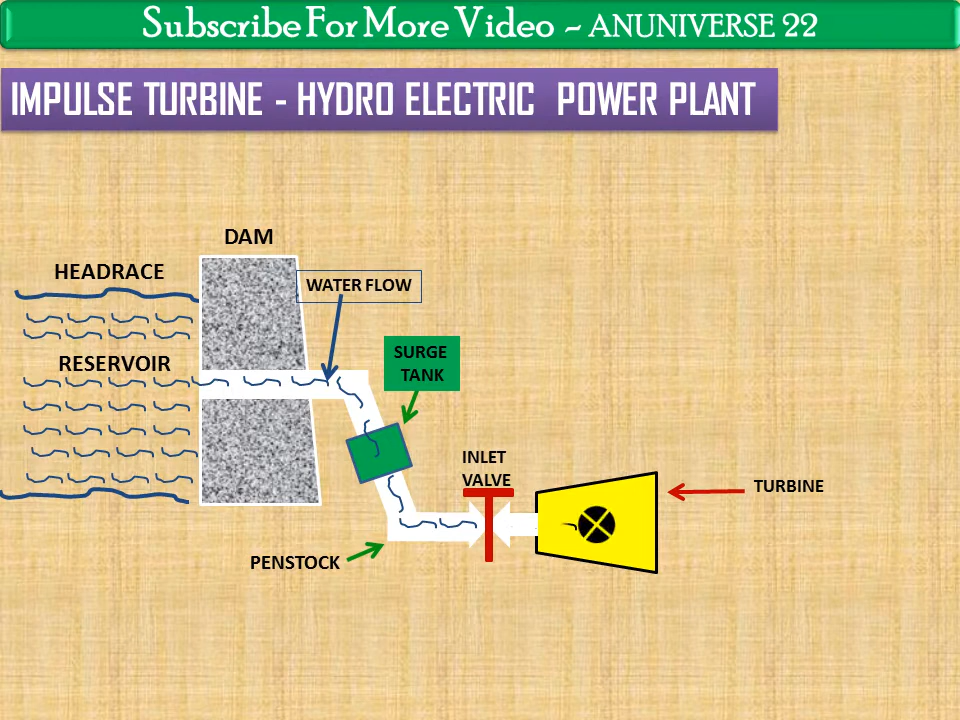 Subscribe For More Video - ANUNIVERSE 22
IMPULSE TURBINE - HYDRO ELECTRIC POWER PLANT
DAM
HEADRACE
WATER FLOW
RESERVOIR
SURGE
TANK
INLET
VALVE
TURBINE
PENSTOCK